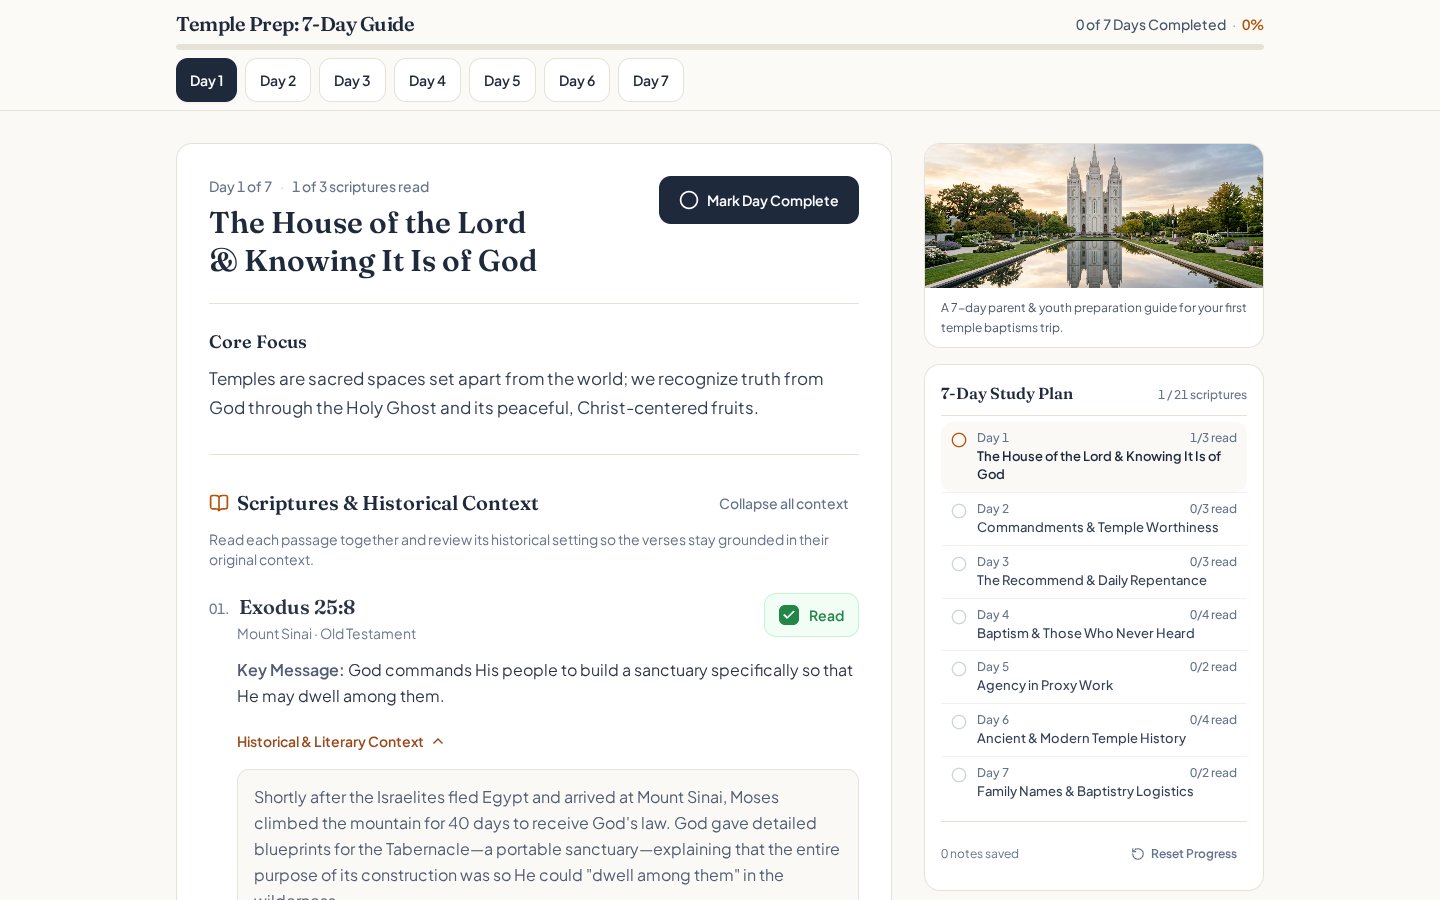 Temple Prep: 7-Day Guide
0 of 7 Days Completed · 0%
Day 1
Day 2
Day 3
Day 4
Day 5
Day 6
Day 7
Day 1 of 7 · 1 of 3 scriptures read
Mark Day Complete
The House of the Lord
& Knowing It Is of God
Core Focus
Temples are sacred spaces set apart from the world; we recognize truth from
God through the Holy Ghost and its peaceful, Christ-centered fruits.
Scriptures & Historical Context
Collapse all context
Read each passage together and review its historical setting so the verses stay grounded in their
original context.
01. Exodus 25:8
Mount Sinai · Old Testament
Read
Key Message: God commands His people to build a sanctuary specifically so that
He may dwell among them.
Historical & Literary Context
Shortly after the Israelites fled Egypt and arrived at Mount Sinai, Moses
climbed the mountain for 40 days to receive God's law. God gave detailed
blueprints for the Tabernacle—a portable sanctuary—explaining that the entire
purpose of its construction was so He could "dwell among them" in the
wilderness.
A 7-day parent & youth preparation guide for your first
temple baptisms trip.
7-Day Study Plan
1 / 21 scriptures
Day 1
1/3 read
The House of the Lord & Knowing It Is of
God
Day 2
0/3 read
Commandments & Temple Worthiness
Day 3
0/3 read
The Recommend & Daily Repentance
Day 4
0/4 read
Baptism & Those Who Never Heard
Day 5
0/2 read
Agency in Proxy Work
Day 6
0/4 read
Ancient & Modern Temple History
Day 7
0/2 read
Family Names & Baptistry Logistics
0 notes saved
Reset Progress